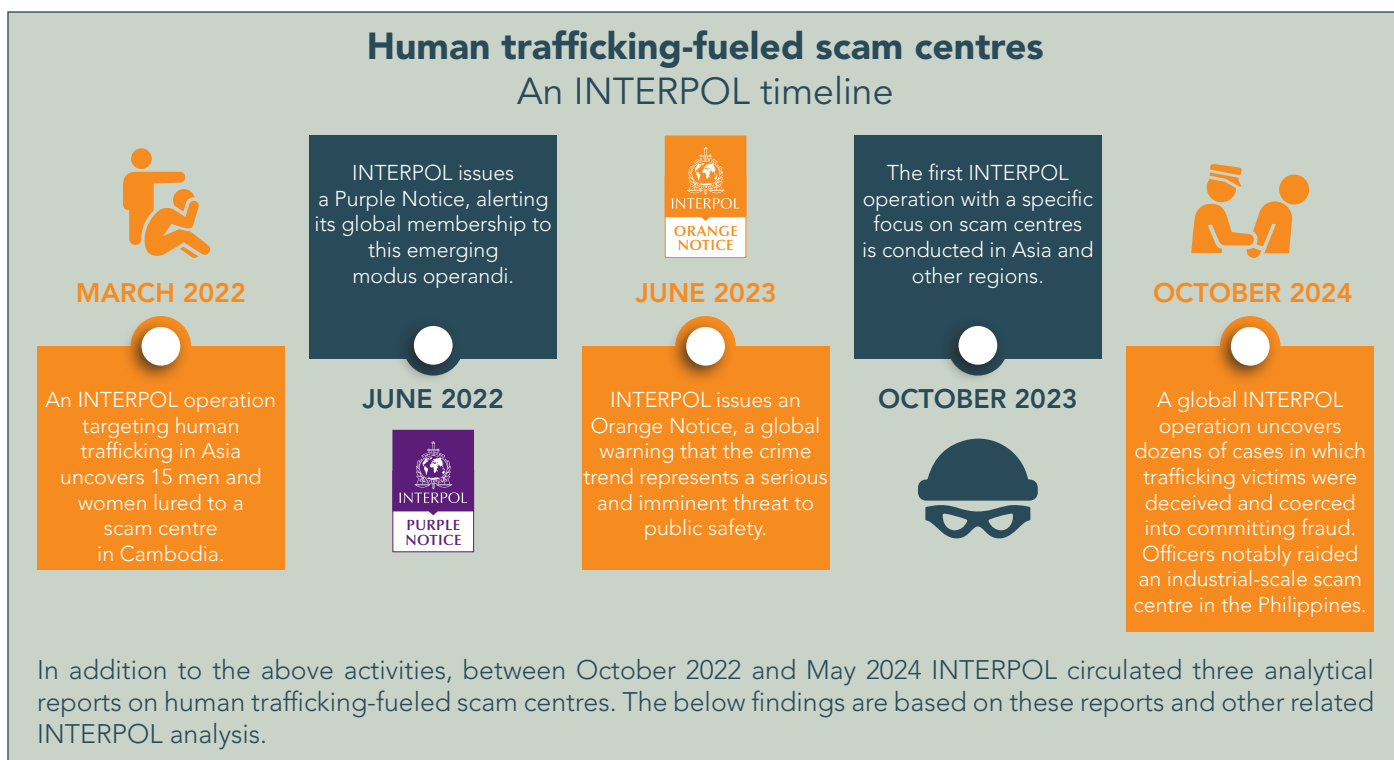 Human trafficking-fueled scam centres
An INTERPOL timeline
MARCH 2022
An INTERPOL operation
targeting human
trafficking in Asia
uncovers 15 men and
women lured to a
scam centre
in Cambodia.
INTERPOL issues
a Purple Notice, alerting
its global membership to
this emerging
modus operandi.
JUNE 2022
INTERPOL
PURPLE
NOTICE
INTERPOL
ORANGE
NOTICE
JUNE 2023
INTERPOL issues an
Orange Notice, a global
warning that the crime
trend represents a serious
and imminent threat to
public safety.
The first INTERPOL
operation with a specific
focus on scam centres
is conducted in Asia and
other regions.
OCTOBER 2023
OCTOBER 2024
A global INTERPOL
operation uncovers
dozens of cases in which
trafficking victims were
deceived and coerced
into committing fraud.
Officers notably raided
an industrial-scale scam
centre in the Philippines.
In addition to the above activities, between October 2022 and May 2024 INTERPOL circulated three analytical
reports on human trafficking-fueled scam centres. The below findings are based on these reports and other related
INTERPOL analysis.